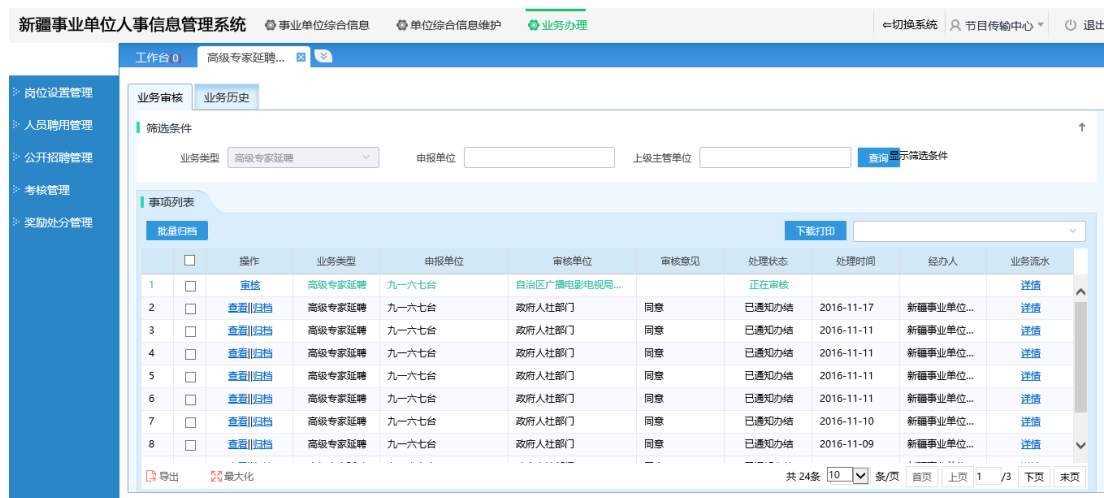 新疆事业单位人事信息管理系统 事业单位综合信息 单位综合信息维护 业务办理 切换系统 节目传输中心 退出
工作台(0) 高级专家延聘...
岗位设置管理
人员聘用管理
公开招聘管理
考核管理
奖励处分管理
业务审核 业务历史
筛选条件
业务类型 高级专家延聘 申报单位 上级主管单位 查询 显示筛选条件
事项列表
批量归档 下载打印
操作 业务类型 申报单位 审核单位 审核意见 处理状态 处理时间 经办人 业务流水
1 审核 高级专家延聘 九一六七台 自治区广播电影电视局... 正在审核 详情
2 查看||归档 高级专家延聘 九一六七台 政府人社部门 同意 已通知办结 2016-11-17 新疆事业单位... 详情
3 查看||归档 高级专家延聘 九一六七台 政府人社部门 同意 已通知办结 2016-11-11 新疆事业单位... 详情
4 查看||归档 高级专家延聘 九一六七台 政府人社部门 同意 已通知办结 2016-11-11 新疆事业单位... 详情
5 查看||归档 高级专家延聘 九一六七台 政府人社部门 同意 已通知办结 2016-11-11 新疆事业单位... 详情
6 查看||归档 高级专家延聘 九一六七台 政府人社部门 同意 已通知办结 2016-11-11 新疆事业单位... 详情
7 查看||归档 高级专家延聘 九一六七台 政府人社部门 同意 已通知办结 2016-11-10 新疆事业单位... 详情
8 查看||归档 高级专家延聘 九一六七台 政府人社部门 同意 已通知办结 2016-11-09 新疆事业单位... 详情
导出 最大化 共 24条 10 条/页 首页 上页 1 /3 下页 末页